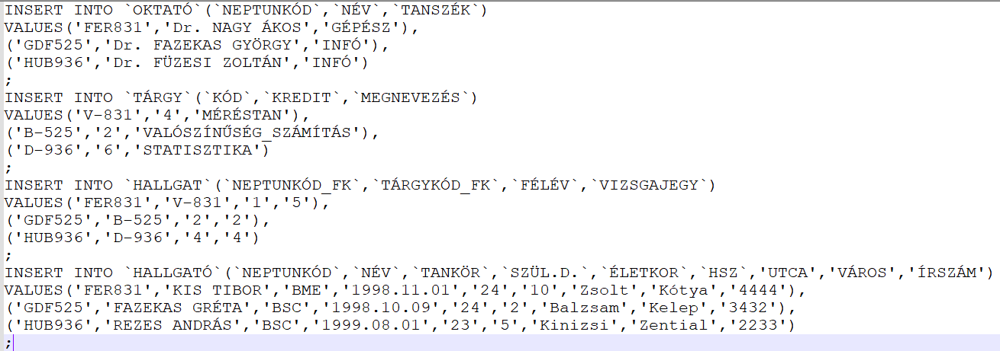 INSERT INTO `OKTATÓ`(`NEPTUNKÓD`,`NÉV`,`TANSZÉK`)
VALUES('FER831','Dr. NAGY ÁKOS','GÉPÉSZ'),
('GDF525','Dr. FAZEKAS GYÖRGY','INFÓ'),
('HUB936','Dr. FÜZESI ZOLTÁN','INFÓ')
;
INSERT INTO `TÁRGY`(`KÓD`,`KREDIT`,`MEGNEVEZÉS`)
VALUES('V-831','4','MÉRÉSTAN'),
('B-525','2','VALÓSZÍNŰSÉG_SZÁMÍTÁS'),
('D-936','6','STATISZTIKA')
;
INSERT INTO `HALLGAT`(`NEPTUNKÓD_FK`,`TÁRGYKÓD_FK`,`FÉLÉV`,`VIZSGAJEGY`)
VALUES('FER831','V-831','1','5'),
('GDF525','B-525','2','2'),
('HUB936','D-936','4','4')
;
INSERT INTO `HALLGATÓ`(`NEPTUNKÓD`,`NÉV`,`TANKÖR`,`SZÜL.D.`,`ÉLETKOR`,`HSZ`,'UTCA','VÁROS','ÍRSZÁM')
VALUES('FER831','KIS TIBOR','BME','1998.11.01','24','10','Zsolt','Kótya','4444'),
('GDF525','FAZEKAS GRÉTA','BSC','1998.10.09','24','2','Balzsam','Kelep','3432'),
('HUB936','REZES ANDRÁS','BSC','1999.08.01','23','5','Kinizsi','Zential','2233')
;